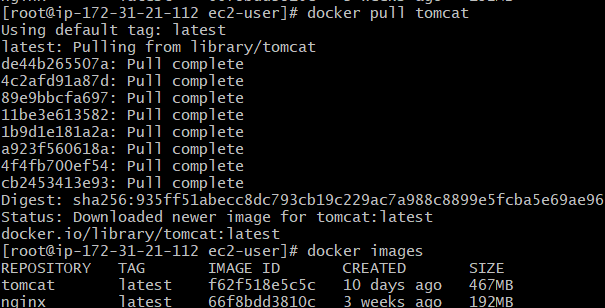 [root@ip-172-31-21-112 ec2-user]# docker pull tomcat
Using default tag: latest
latest: Pulling from library/tomcat
de44b265507a: Pull complete
4c2afd91a87d: Pull complete
89e9bbcfa697: Pull complete
11be3e613582: Pull complete
1b9d1e181a2a: Pull complete
a923f560618a: Pull complete
4f4fb700ef54: Pull complete
cb2453413e93: Pull complete
Digest: sha256:935ff51abecc8dc793cb19c229ac7a988c8899e5fcba5e69ae96
Status: Downloaded newer image for tomcat:latest
docker.io/library/tomcat:latest
[root@ip-172-31-21-112 ec2-user]# docker images
REPOSITORY TAG IMAGE ID CREATED SIZE
tomcat latest f62f518e5c5c 10 days ago 467MB
nginx latest 66f8bdd3810c 3 weeks ago 192MB